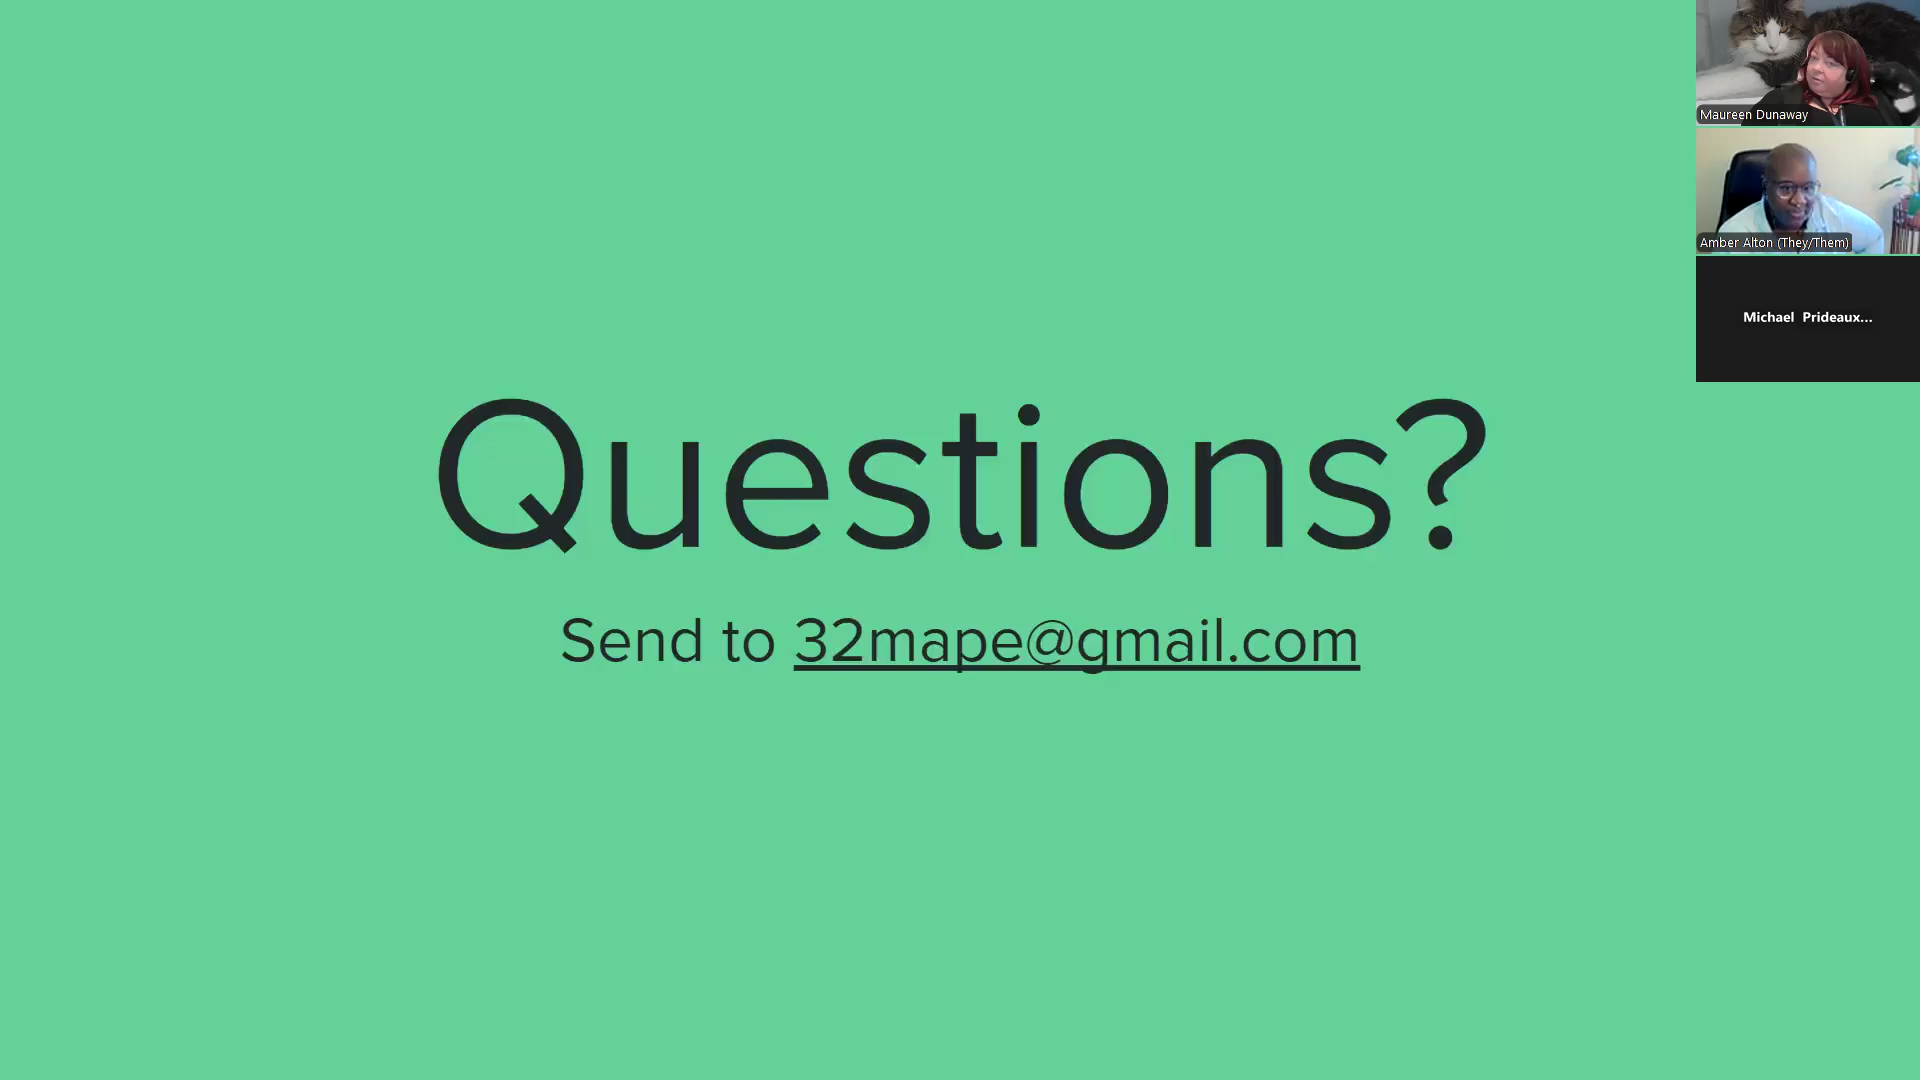 Questions?
Send to 32mape@gmail.com
Maureen Dunaway
Amber Alton (They/Them)
Michael Prideaux...